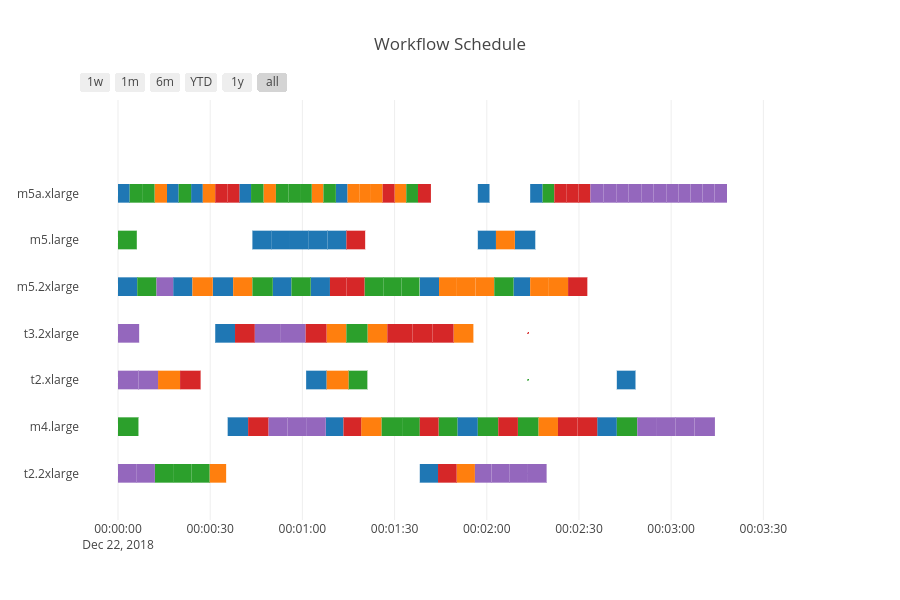 Workflow Schedule
1w 1m 6m YTD 1y all
m5a.xlarge
m5.large
m5.2xlarge
t3.2xlarge
t2.xlarge
m4.large
t2.2xlarge
00:00:00 00:00:30 00:01:00 00:01:30 00:02:00 00:02:30 00:03:00 00:03:30
Dec 22, 2018